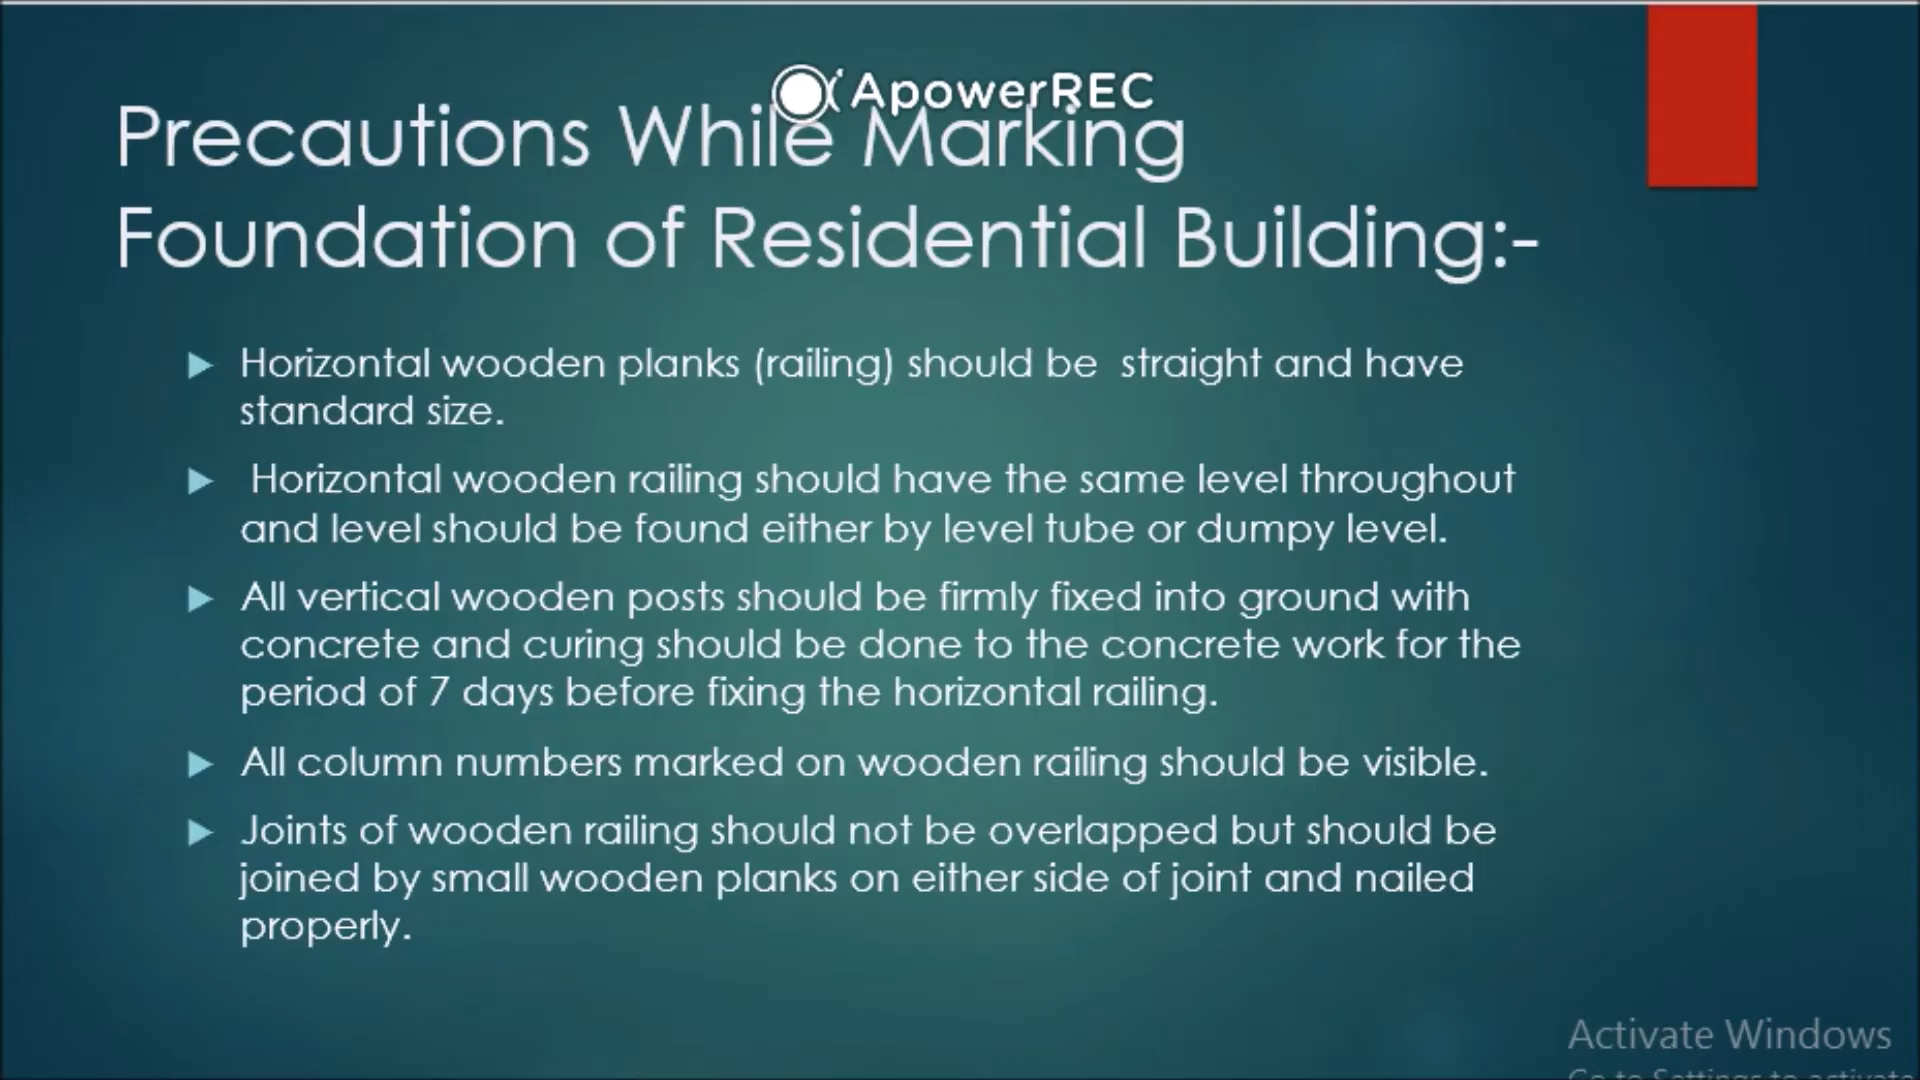 ApowerREC
Precautions While Marking
Foundation of Residential Building:-
Horizontal wooden planks (railing) should be straight and have
standard size.
Horizontal wooden railing should have the same level throughout
and level should be found either by level tube or dumpy level.
All vertical wooden posts should be firmly fixed into ground with
concrete and curing should be done to the concrete work for the
period of 7 days before fixing the horizontal railing.
All column numbers marked on wooden railing should be visible.
Joints of wooden railing should not be overlapped but should be
joined by small wooden planks on either side of joint and nailed
properly.
Activate Windows
Go to Settings to activate